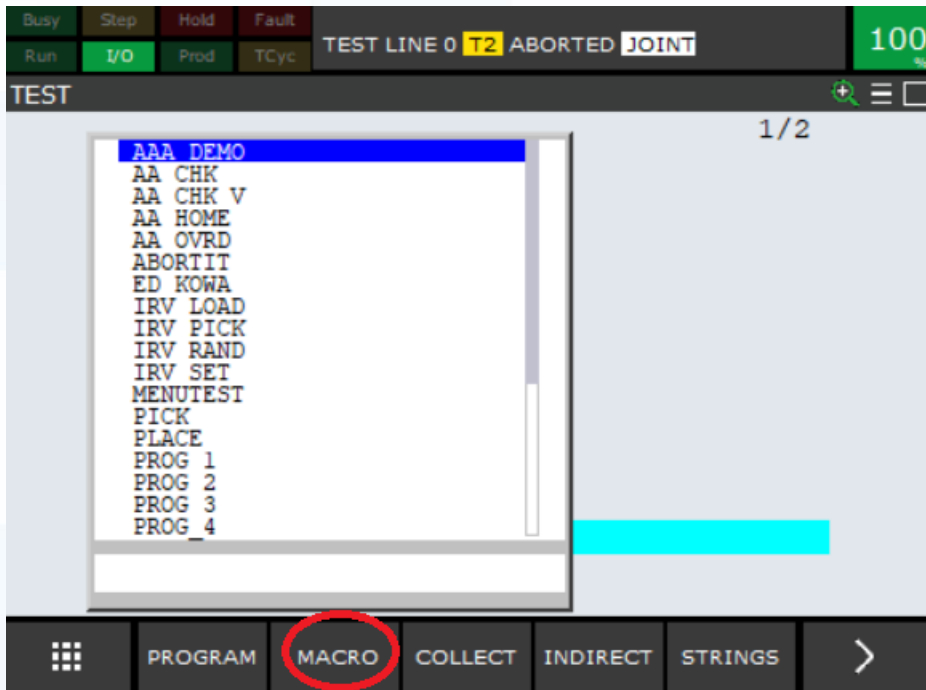 Busy Step Hold Fault
Run I/O Prod TCyc
TEST LINE 0 T2 ABORTED JOINT
100
%
TEST
1/2
AAA DEMO
AA CHK
AA CHK V
AA HOME
AA OVRD
ABORTIT
ED KOWA
IRV LOAD
IRV PICK
IRV RAND
IRV SET
MENUTEST
PICK
PLACE
PROG 1
PROG 2
PROG 3
PROG_4
PROGRAM MACRO COLLECT INDIRECT STRINGS